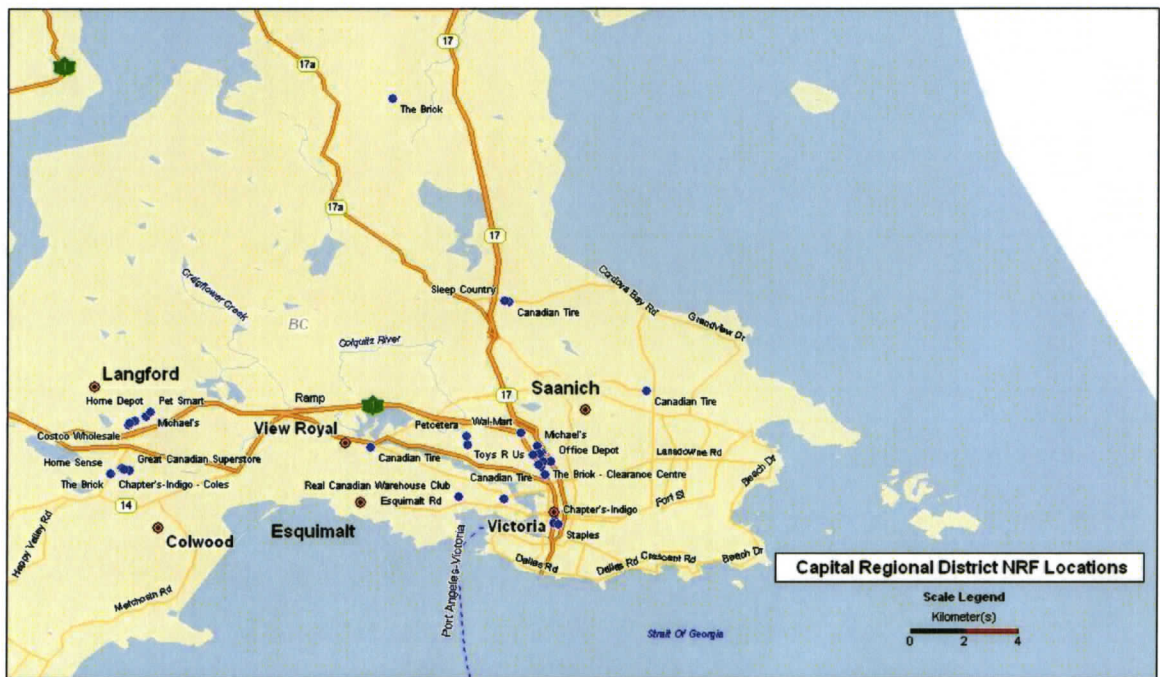 17
17a
1
The Brick
17a
17
Cordova Bay Rd
Craigflower Creek
Sleep Country
Canadian Tire
Grandview Dr
BC
Colquitz River
Langford
Saanich
17
Home Depot
Pet Smart
Ramp
1
Canadian Tire
Michael's
Wal-Mart
Petcetera
Costco Wholesale
View Royal
Michael's
Toys R Us
Office Depot
Lansdowne Rd
Home Sense
Great Canadian Superstore
Canadian Tire
Beach Dr
The Brick
Chapter's-Indigo - Coles
Canadian Tire
The Brick - Clearance Centre
Real Canadian Warehouse Club
Esquimalt Rd
Fort St
14
Chapter's-Indigo
Happy Valley Rd
Colwood
Esquimalt
Victoria
Staples
Port Angeles-Victoria
Dallas Rd
Dallas Rd
Crescent Rd
Beach Dr
Capital Regional District NRF Locations
Metchosin Rd
Scale Legend
Kilometer(s)
0 2 4
Strait Of Georgia